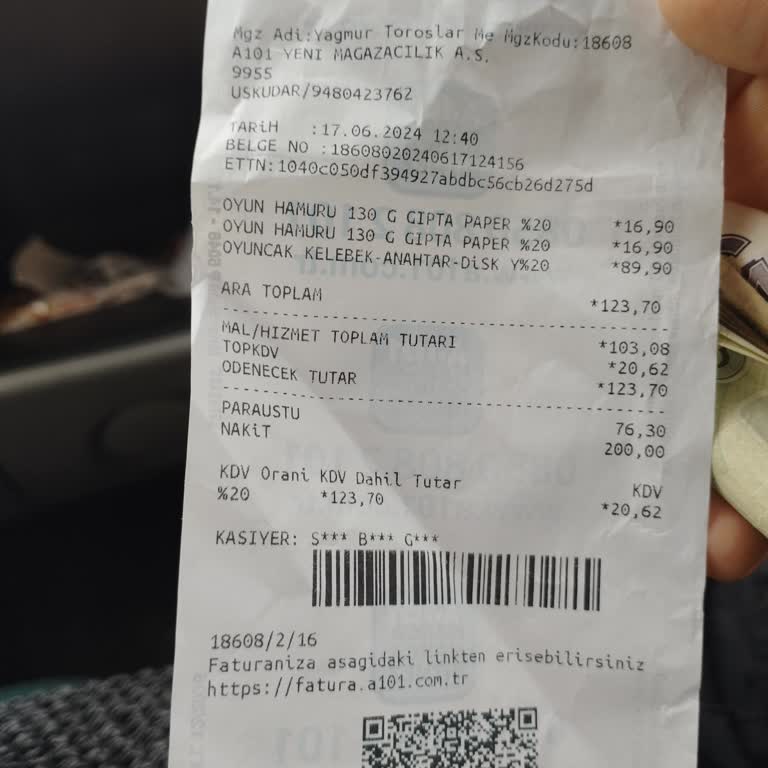 Mgz Adi:Yagmur Toroslar Me MgzKodu:18608
A101 YENI MAGAZACILIK A.S.
9955
USKUDAR/9480423762
TARiH :17.06.2024 12:40
BELGE NO :18608020240617124156
ETTN:1040c050df394927abdbc56cb26d275d
OYUN HAMURU 130 G GIPTA PAPER %20 *16,90
OYUN HAMURU 130 G GIPTA PAPER %20 *16,90
OYUNCAK KELEBEK-ANAHTAR-DiSK Y%20 *89,90
ARA TOPLAM *123,70
MAL/HIZMET TOPLAM TUTARI *103,08
TOPKDV *20,62
ODENECEK TUTAR *123,70
PARAUSTU 76,30
NAKiT 200,00
KDV Orani KDV Dahil Tutar KDV
%20 *123,70 *20,62
KASIYER: S*** B*** G***
18608/2/16
Faturaniza asagidaki linkten erisebilirsiniz
https://fatura.a101.com.tr